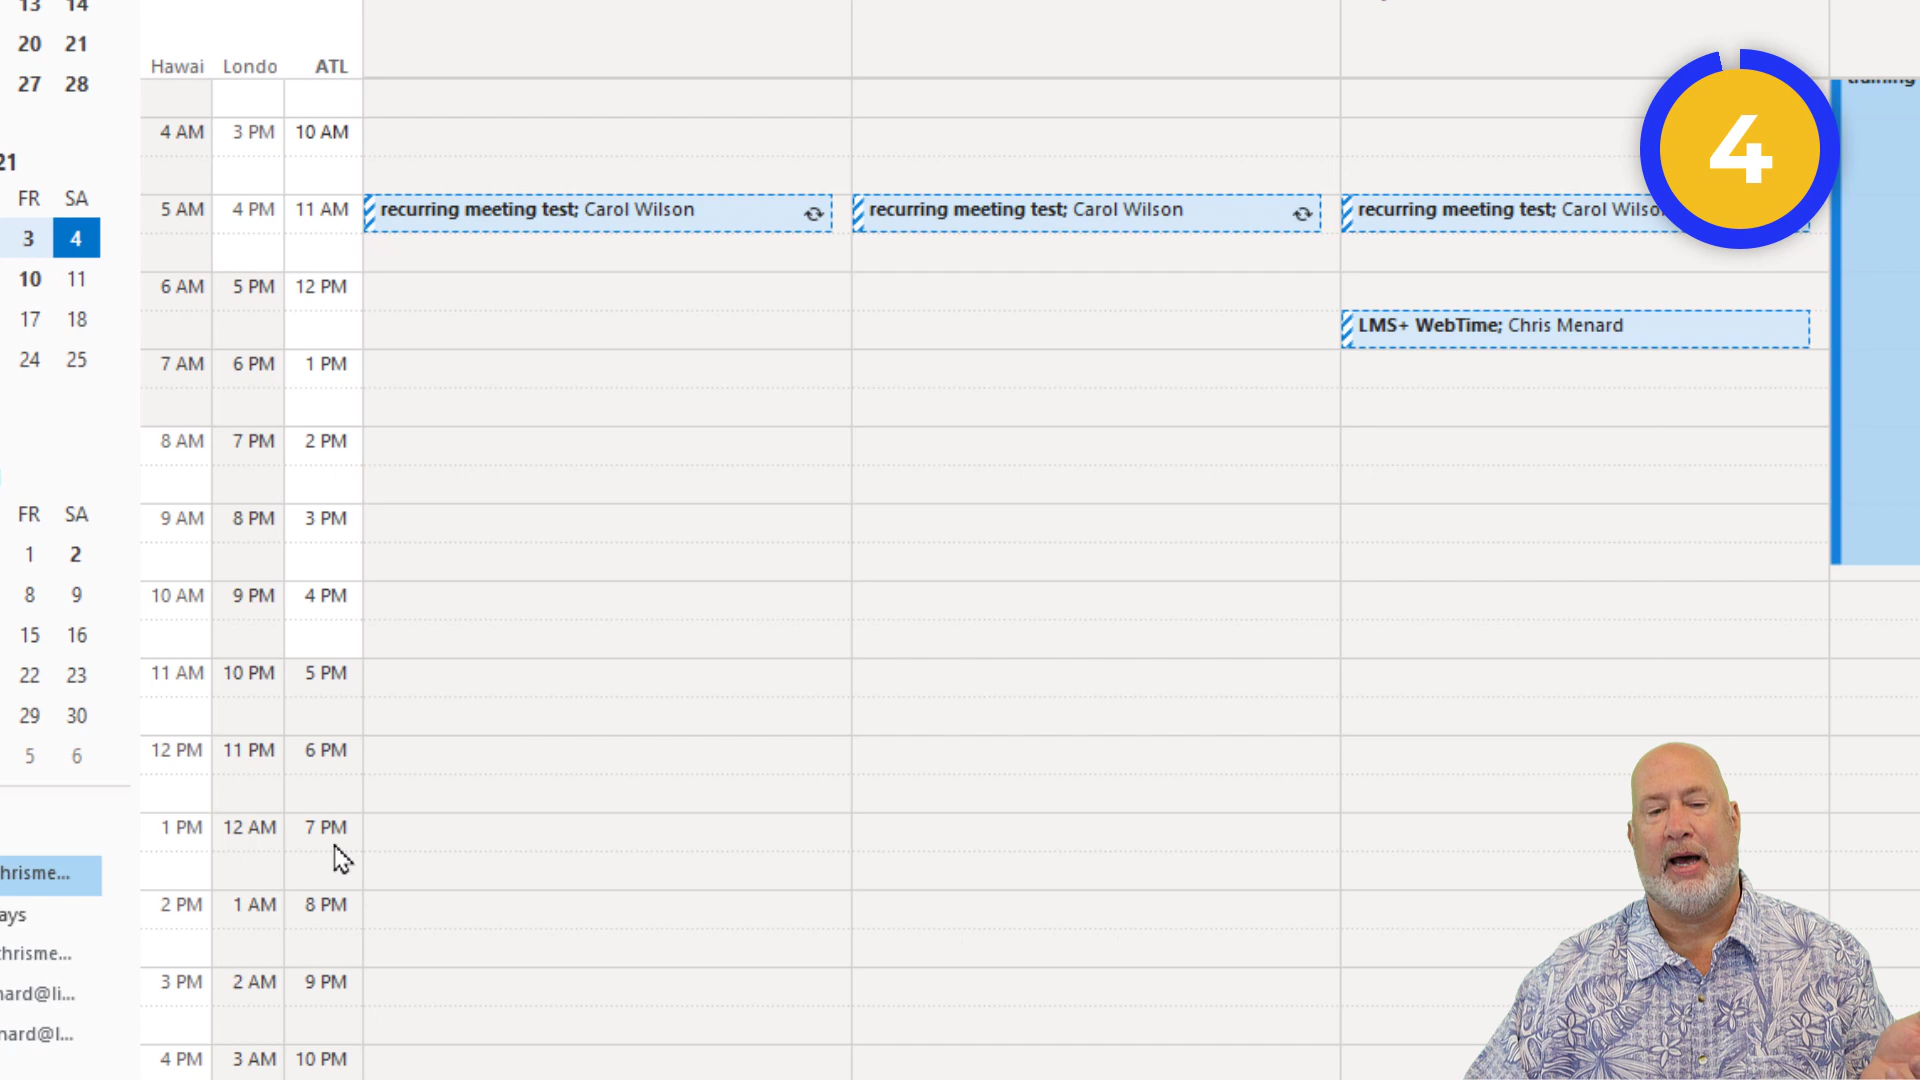 13 14
20 21
27 28
21
FR SA
3 4
10 11
17 18
24 25
FR SA
1 2
8 9
15 16
22 23
29 30
5 6
hrisme...
ays
hrisme...
nard@li...
nard@l...
Hawai Londo ATL
4 AM 3 PM 10 AM
5 AM 4 PM 11 AM
6 AM 5 PM 12 PM
7 AM 6 PM 1 PM
8 AM 7 PM 2 PM
9 AM 8 PM 3 PM
10 AM 9 PM 4 PM
11 AM 10 PM 5 PM
12 PM 11 PM 6 PM
1 PM 12 AM 7 PM
2 PM 1 AM 8 PM
3 PM 2 AM 9 PM
4 PM 3 AM 10 PM
recurring meeting test; Carol Wilson
recurring meeting test; Carol Wilson
recurring meeting test; Carol Wilso
LMS+ WebTime; Chris Menard
training
4